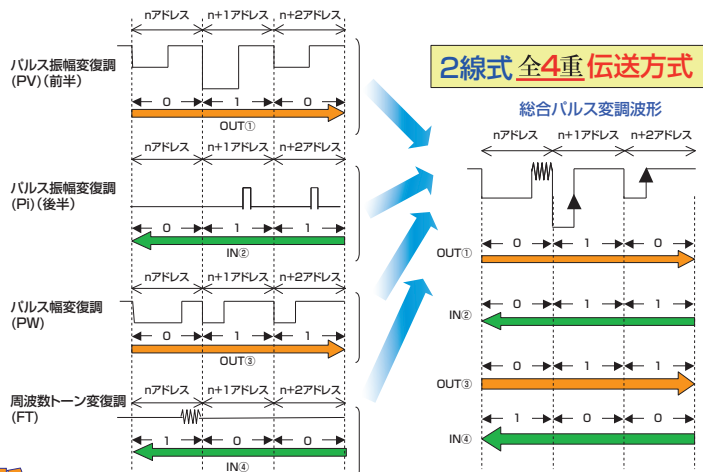 nアドレス n+1アドレス n+2アドレス
パルス振幅変復調
(PV)(前半)
0 1 0
OUT①
nアドレス n+1アドレス n+2アドレス
パルス振幅変復調
(Pi)(後半)
0 1 1
IN②
nアドレス n+1アドレス n+2アドレス
パルス幅変復調
(PW)
0 1 1
OUT③
周波数トーン変復調
(FT)
nアドレス n+1アドレス n+2アドレス
1 0 0
IN④
2線式 全4重 伝送方式
総合パルス変調波形
nアドレス n+1アドレス n+2アドレス
OUT① 0 1 0
IN② 0 1 1
OUT③ 0 1 1
IN④ 1 0 0